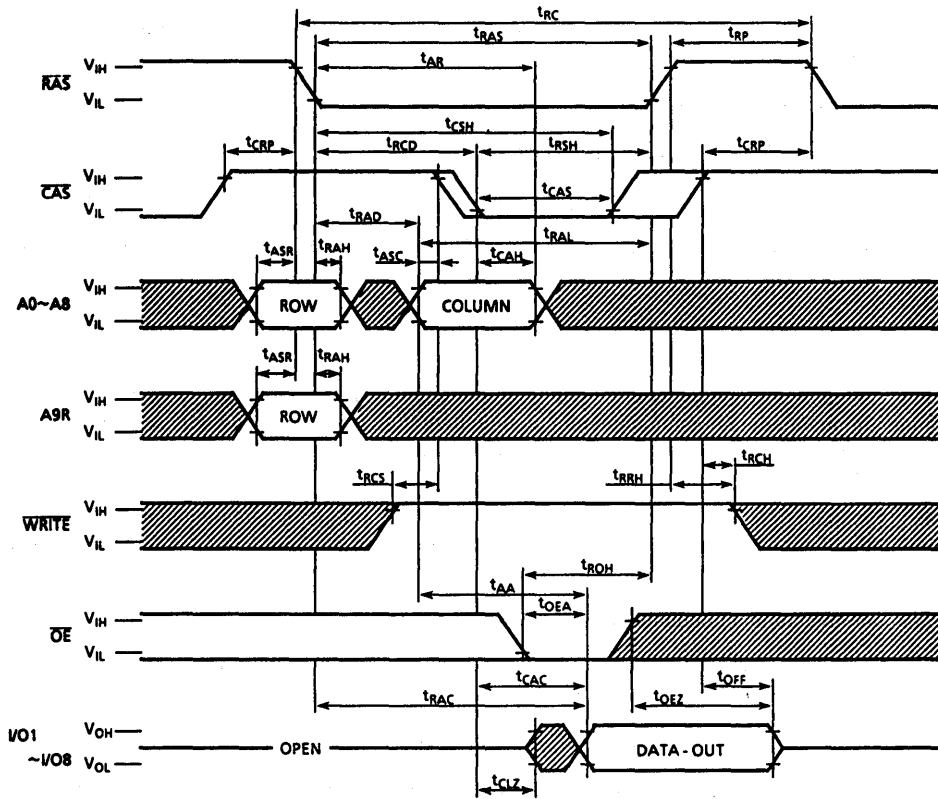 tRC
tRAS tRP
tAR
RAS VIH
VIL
tCSH
tCRP tRCD tRSH tCRP
CAS VIH
VIL
tCAS
tRAD tRAL
tASR tRAH tASC tCAH
A0~A8 VIH
VIL
ROW COLUMN
tASR tRAH
A9R VIH
VIL
ROW
tRCH
tRCS tRRH
WRITE VIH
VIL
tROH
tAA
tOEA
OE VIH
VIL
tCAC tOFF
tRAC tOEZ
I/O1
~I/O8
VOH
VOL
OPEN DATA-OUT
tCLZ